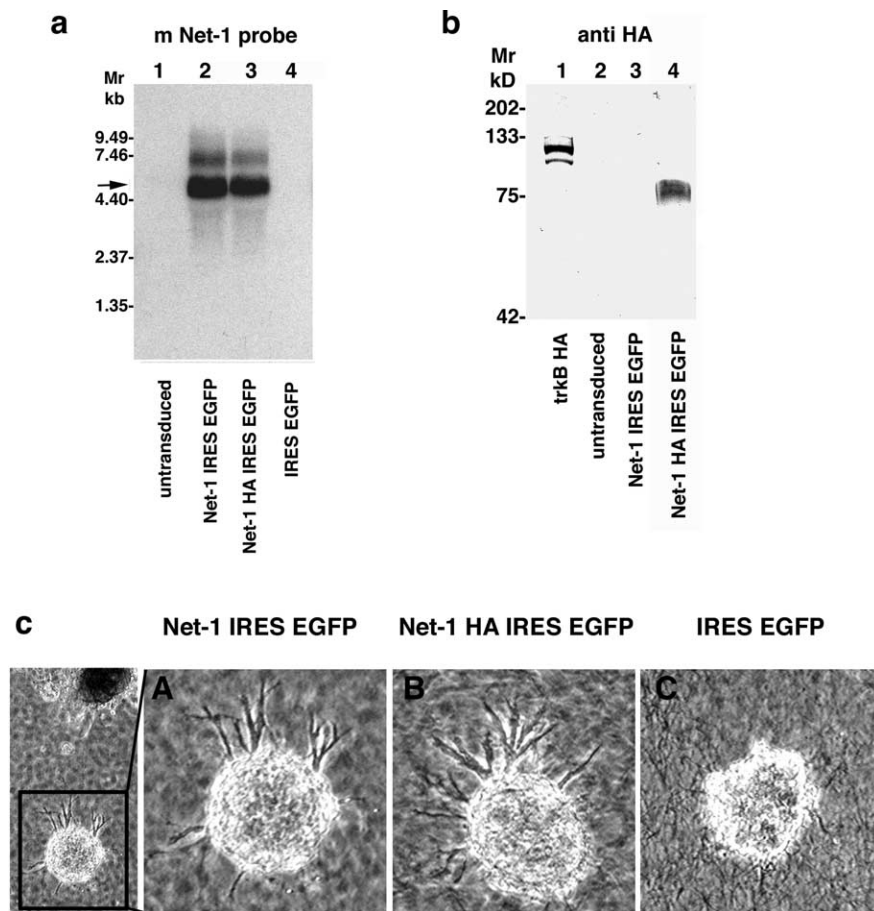 a
m Net-1 probe
1 2 3 4
Mr
kb
9.49-
7.46-
4.40-
2.37-
1.35-
untransduced
Net-1 IRES EGFP
Net-1 HA IRES EGFP
IRES EGFP
b
anti HA
Mr
kD
1 2 3 4
202-
133-
75-
42-
trkB HA
untransduced
Net-1 IRES EGFP
Net-1 HA IRES EGFP
c
Net-1 IRES EGFP Net-1 HA IRES EGFP IRES EGFP
A B C